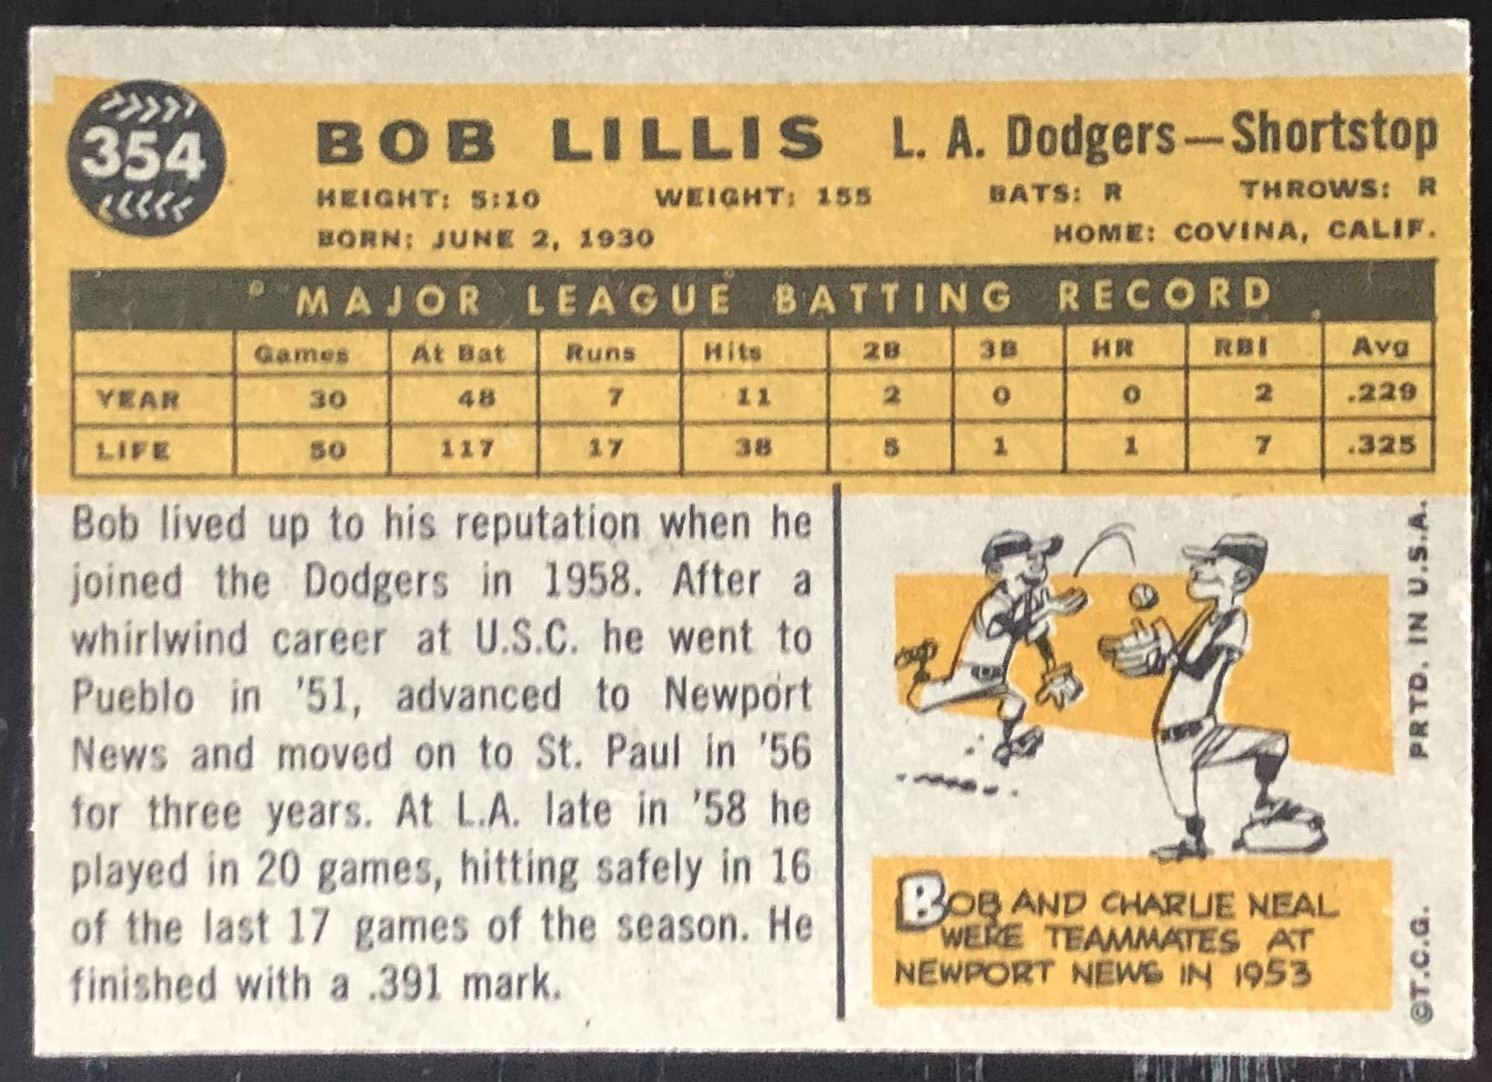 354
BOB LILLIS L. A. Dodgers—Shortstop
HEIGHT: 5:10 WEIGHT: 155 BATS: R THROWS: R
BORN: JUNE 2, 1930 HOME: COVINA, CALIF.
MAJOR LEAGUE BATTING RECORD
Games At Bat Runs Hits 2B 3B HR RBI Avg
YEAR 30 48 7 11 2 0 0 2 .229
LIFE 50 117 17 38 5 1 1 7 .325
Bob lived up to his reputation when he
joined the Dodgers in 1958. After a
whirlwind career at U.S.C. he went to
Pueblo in '51, advanced to Newport
News and moved on to St. Paul in '56
for three years. At L.A. late in '58 he
played in 20 games, hitting safely in 16
of the last 17 games of the season. He
finished with a .391 mark.
BOB AND CHARLIE NEAL
WERE TEAMMATES AT
NEWPORT NEWS IN 1953
©T.C.G. PRTD. IN U.S.A.